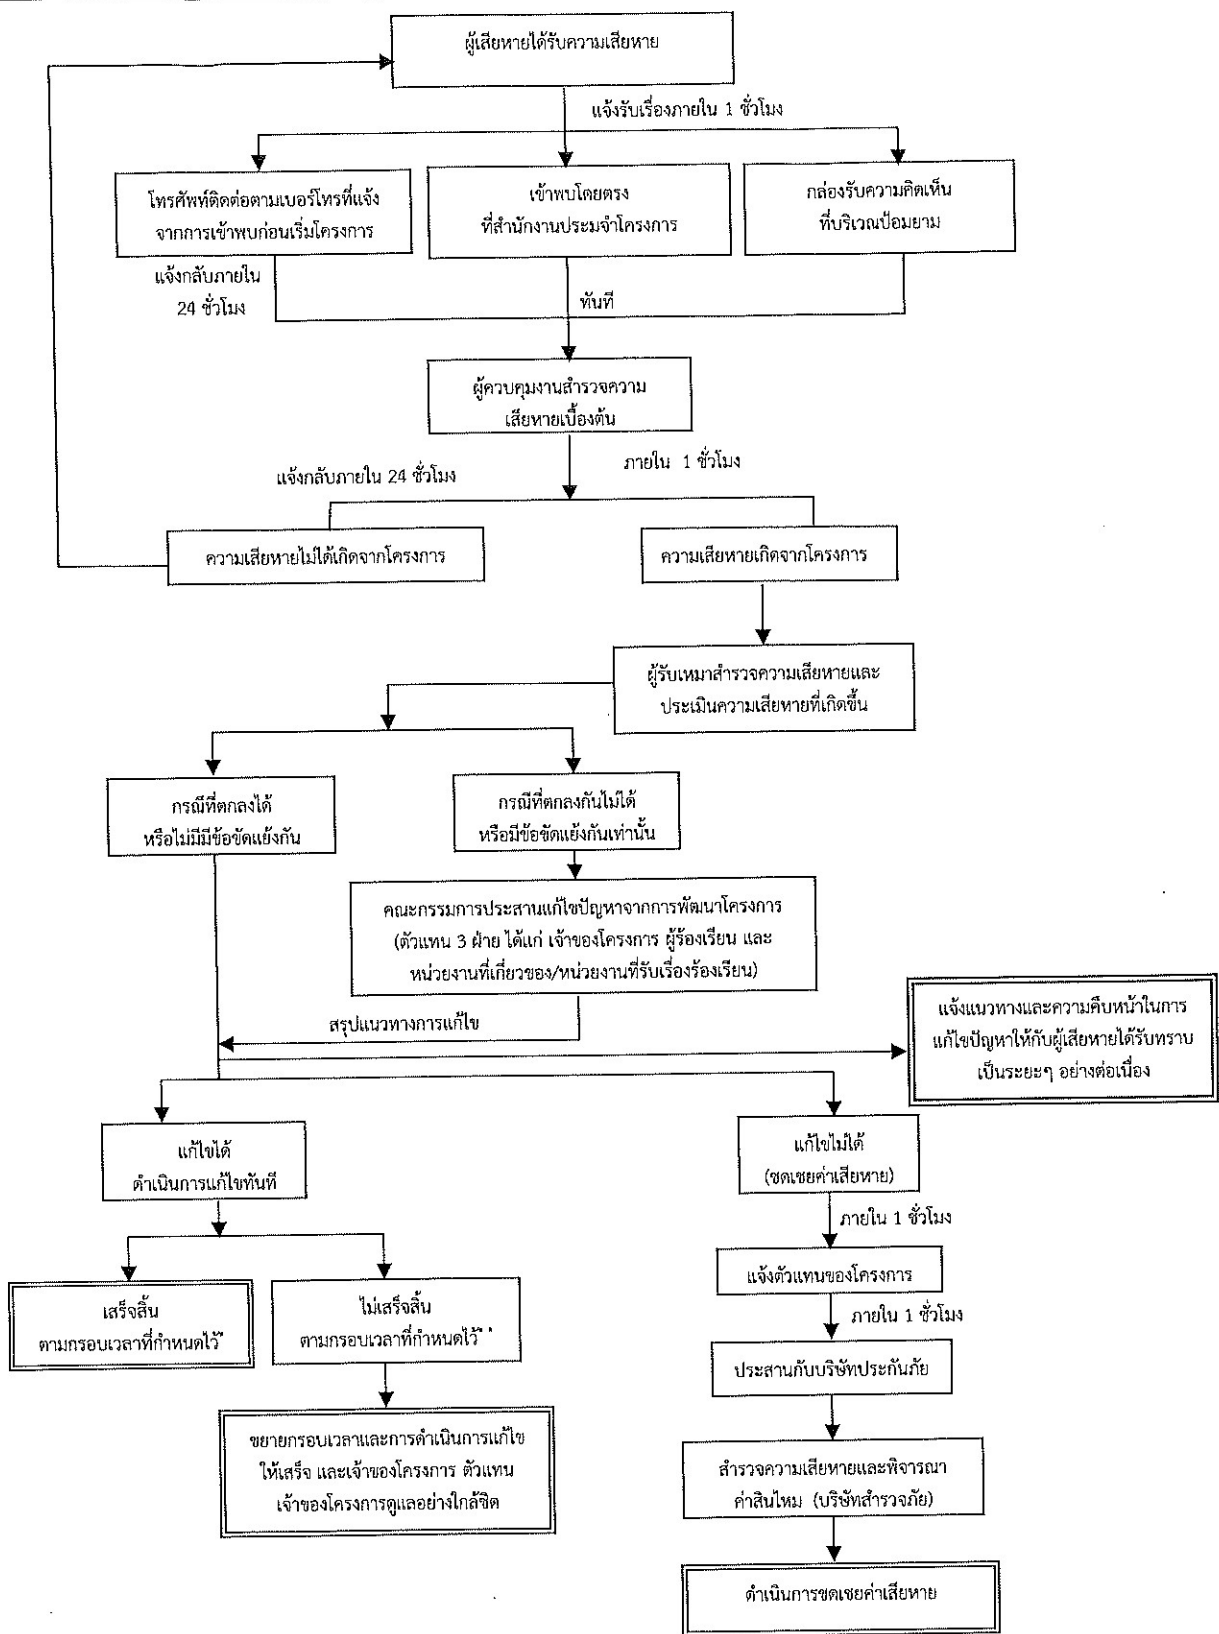 ผู้เสียหายได้รับความเสียหาย
แจ้งรับเรื่องภายใน 1 ชั่วโมง
โทรศัพท์ติดต่อตามเบอร์โทรที่แจ้ง
จากการเข้าพบก่อนเริ่มโครงการ
เข้าพบโดยตรง
ที่สำนักงานประมจำโครงการ
กล่องรับความคิดเห็น
ที่บริเวณป้อมยาม
แจ้งกลับภายใน
24 ชั่วโมง
ทันที
ผู้ควบคุมงานสำรวจความ
เสียหายเบื้องต้น
แจ้งกลับภายใน 24 ชั่วโมง
ภายใน 1 ชั่วโมง
ความเสียหายไม่ได้เกิดจากโครงการ
ความเสียหายเกิดจากโครงการ
ผู้รับเหมาสำรวจความเสียหายและ
ประเมินความเสียหายที่เกิดขึ้น
กรณีที่ตกลงได้
หรือไม่มีมีข้อขัดแย้งกัน
กรณีที่ตกลงกันไม่ได้
หรือมีข้อขัดแย้งกันเท่านั้น
คณะกรรมการประสานแก้ไขปัญหาจากการพัฒนาโครงการ
(ตัวแทน 3 ฝ่าย ได้แก่ เจ้าของโครงการ ผู้ร้องเรียน และ
หน่วยงานที่เกี่ยวของ/หน่วยงานที่รับเรื่องร้องเรียน)
สรุปแนวทางการแก้ไข
แจ้งแนวทางและความคืบหน้าในการ
แก้ไขปัญหาให้กับผู้เสียหายได้รับทราบ
เป็นระยะๆ อย่างต่อเนื่อง
แก้ไขได้
ดำเนินการแก้ไขทันที
แก้ไขไม่ได้
(ชดเชยค่าเสียหาย)
ภายใน 1 ชั่วโมง
แจ้งตัวแทนของโครงการ
ภายใน 1 ชั่วโมง
เสร็จสิ้น
ตามกรอบเวลาที่กำหนดไว้*
ไม่เสร็จสิ้น
ตามกรอบเวลาที่กำหนดไว้**
ประสานกับบริษัทประกันภัย
ขยายกรอบเวลาและการดำเนินการแก้ไข
ให้เสร็จ และเจ้าของโครงการ ตัวแทน
เจ้าของโครงการดูแลอย่างใกล้ชิด
สำรวจความเสียหายและพิจารณา
ค่าสินไหม (บริษัทสำรวจภัย)
ดำเนินการชดเชยค่าเสียหาย